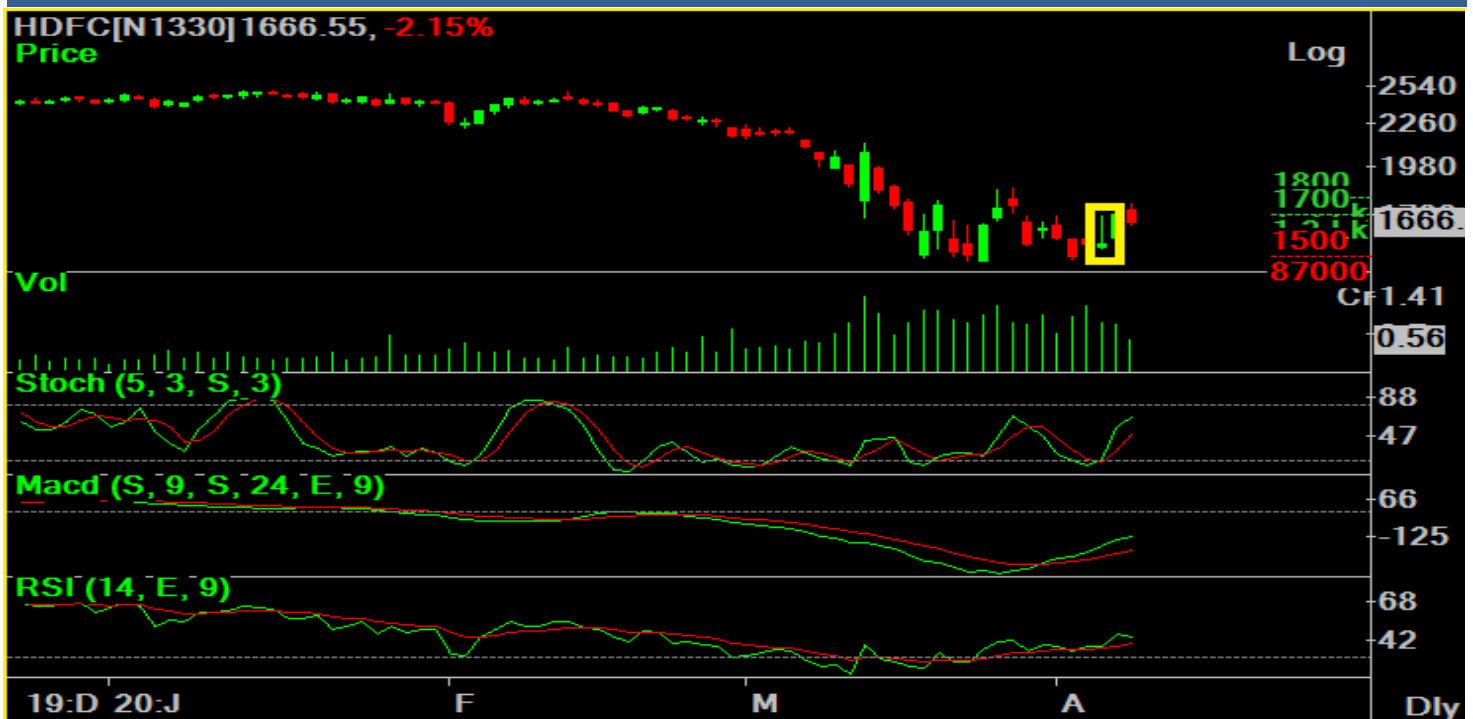 HDFC[N1330]1666.55, -2.15%
Price
Log
2540
2260
1980
1800
1700
k
1666.
k
1500
87000
Vol
Cr 1.41
0.56
Stoch (5, 3, S, 3)
88
47
Macd (S, 9, S, 24, E, 9)
66
-125
RSI (14, E, 9)
68
42
19:D 20:J F M A Dly